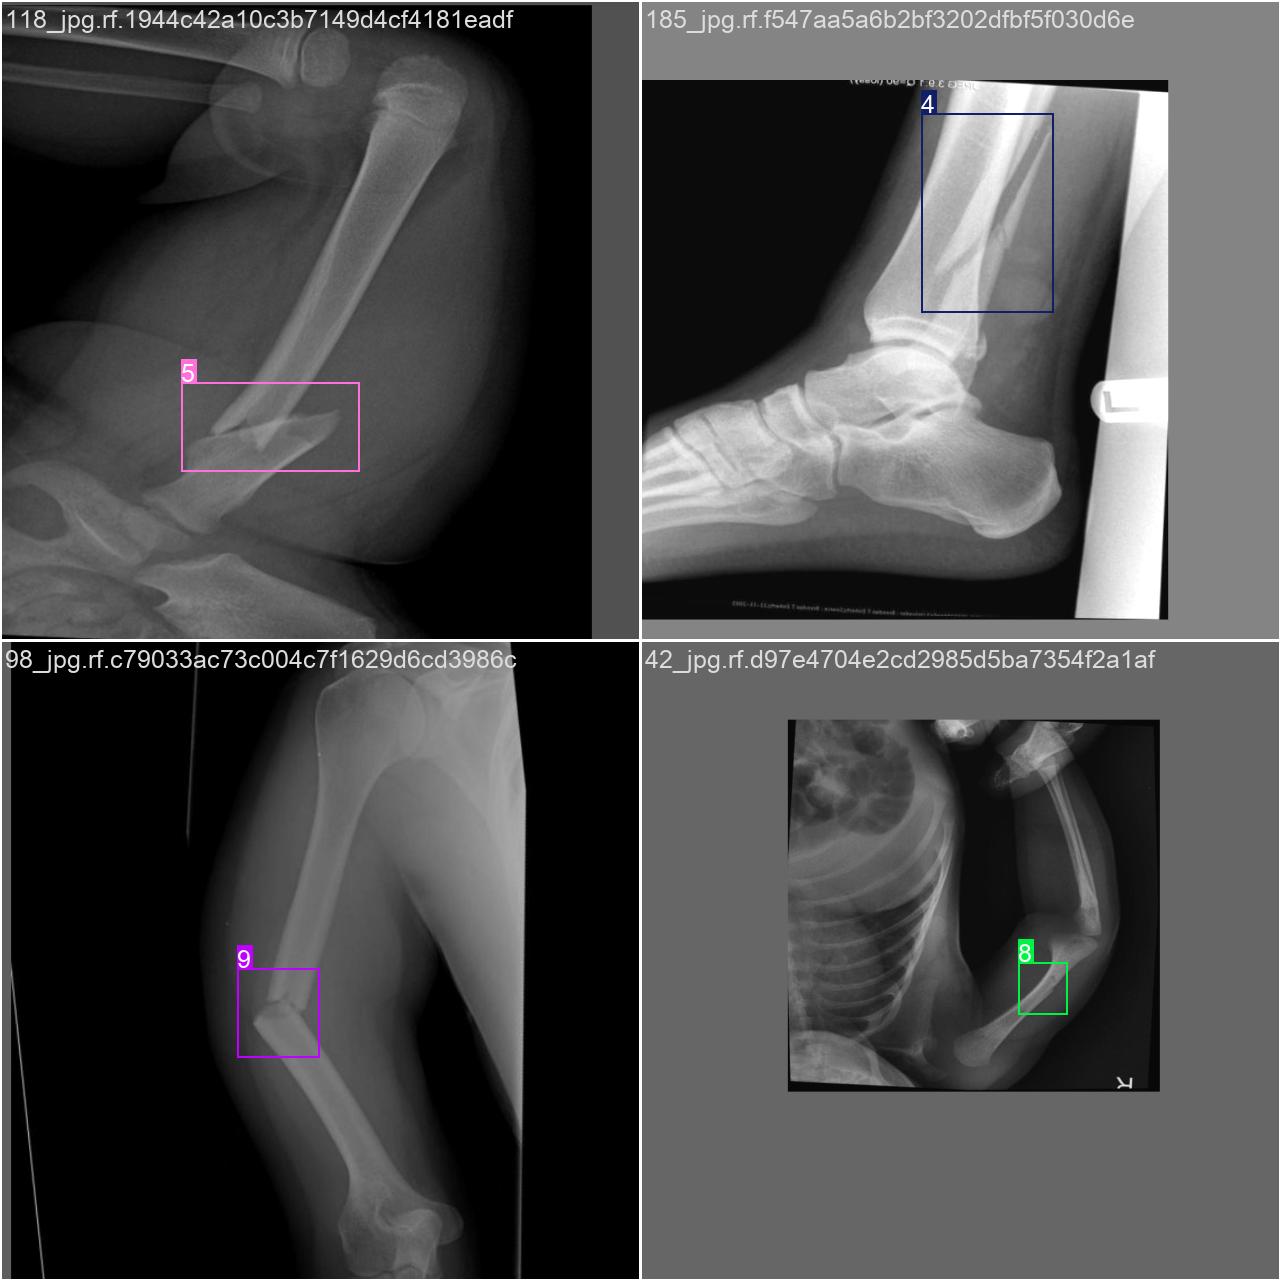 118_jpg.rf.1944c42a10c3b7149d4cf4181eadf
185_jpg.rf.f547aa5a6b2bf3202dfbf5f030d6e
4
5
L
98_jpg.rf.c79033ac73c004c7f1629d6cd3986c
42_jpg.rf.d97e4704e2cd2985d5ba7354f2a1af
9
8
R